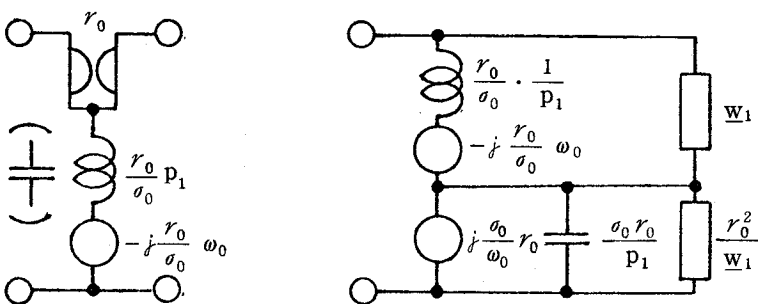 r₀
r₀/σ₀ p₁
-j r₀/σ₀ ω₀
r₀/σ₀ · 1/p₁
-j r₀/σ₀ ω₀
w₁
j σ₀/ω₀ r₀
σ₀ r₀/p₁
r₀²/w₁